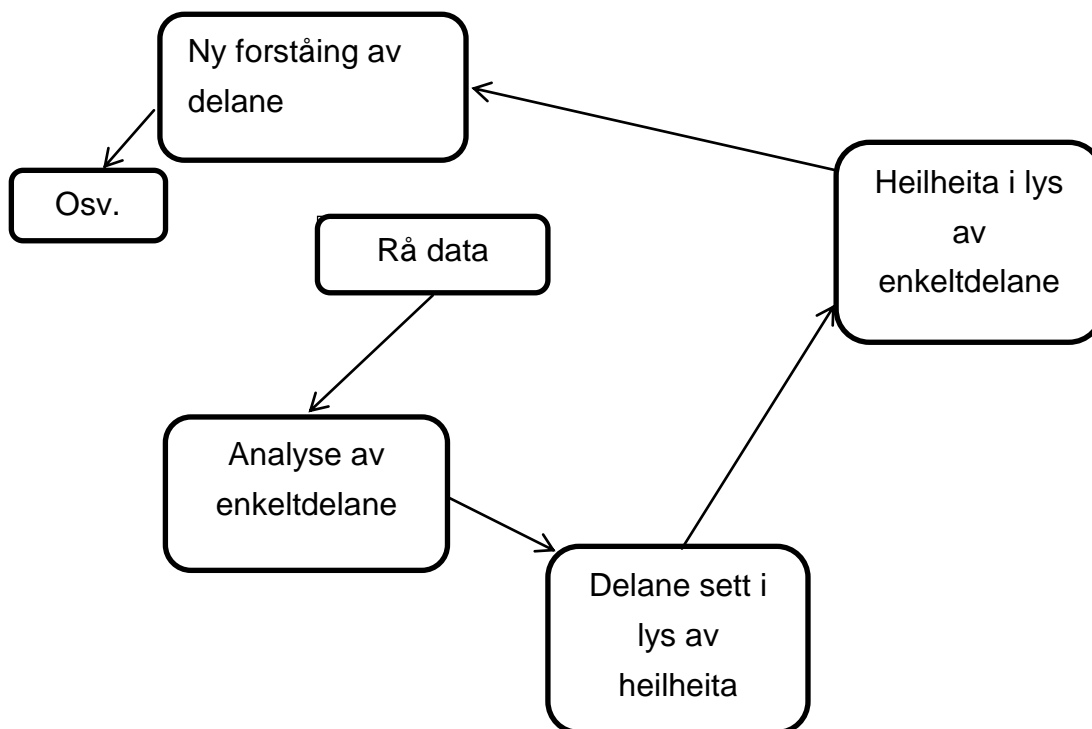 Ny forståing av
delane
Osv.
Rå data
Heilheita i lys
av
enkeltdelane
Analyse av
enkeltdelane
Delane sett i
lys av
heilheita